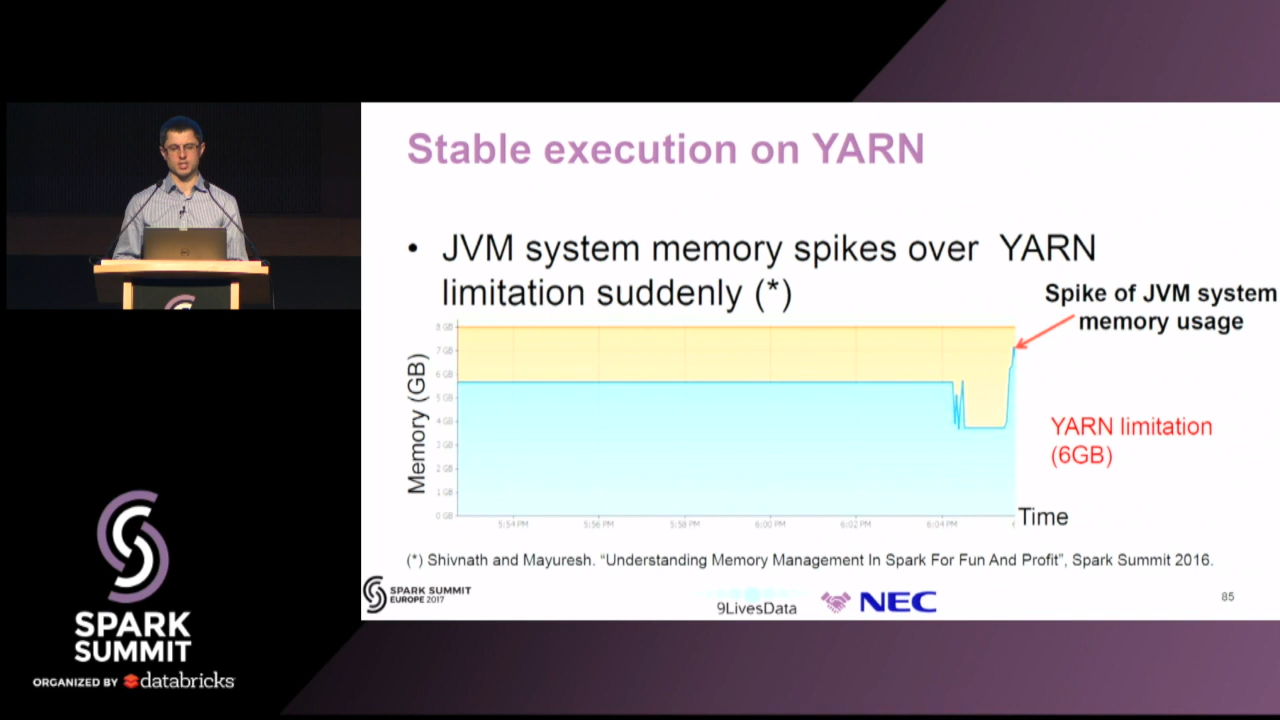 Stable execution on YARN
• JVM system memory spikes over YARN
limitation suddenly (*)
Spike of JVM system
memory usage
Memory (GB)
8 GB
7 GB
6 GB
5 GB
4 GB
3 GB
2 GB
1 GB
0 GB
5:54 PM
5:56 PM
5:58 PM
6:00 PM
6:02 PM
6:04 PM
Time
YARN limitation
(6GB)
(*) Shivnath and Mayuresh. “Understanding Memory Management In Spark For Fun And Profit”, Spark Summit 2016.
SPARK SUMMIT
EUROPE 2017
9LivesData
NEC
85
SPARK
SUMMIT
ORGANIZED BY databricks